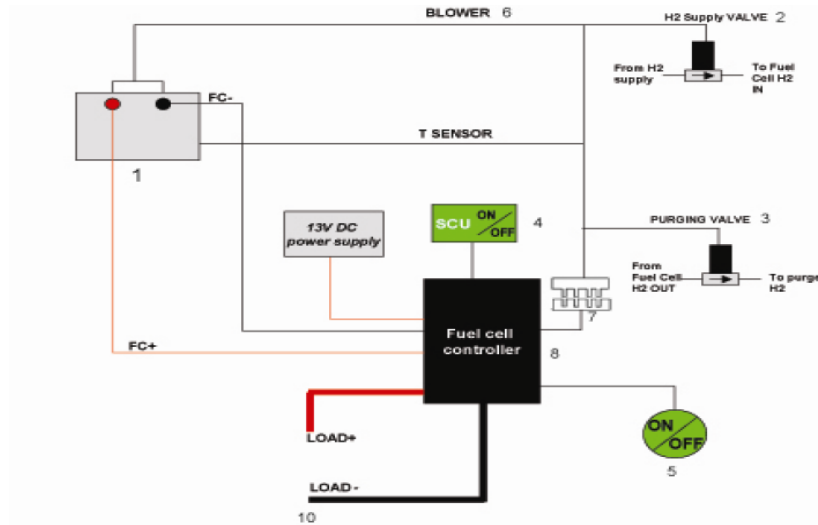 BLOWER 6
H2 Supply VALVE 2
From H2
supply
To Fuel
Cell H2
IN
FC-
T SENSOR
1
13V DC
power supply
SCU ON
OFF
4
PURGING VALVE 3
From
Fuel Cell
H2 OUT
To purge
H2
7
Fuel cell
controller
8
FC+
LOAD+
ON
OFF
5
LOAD-
10